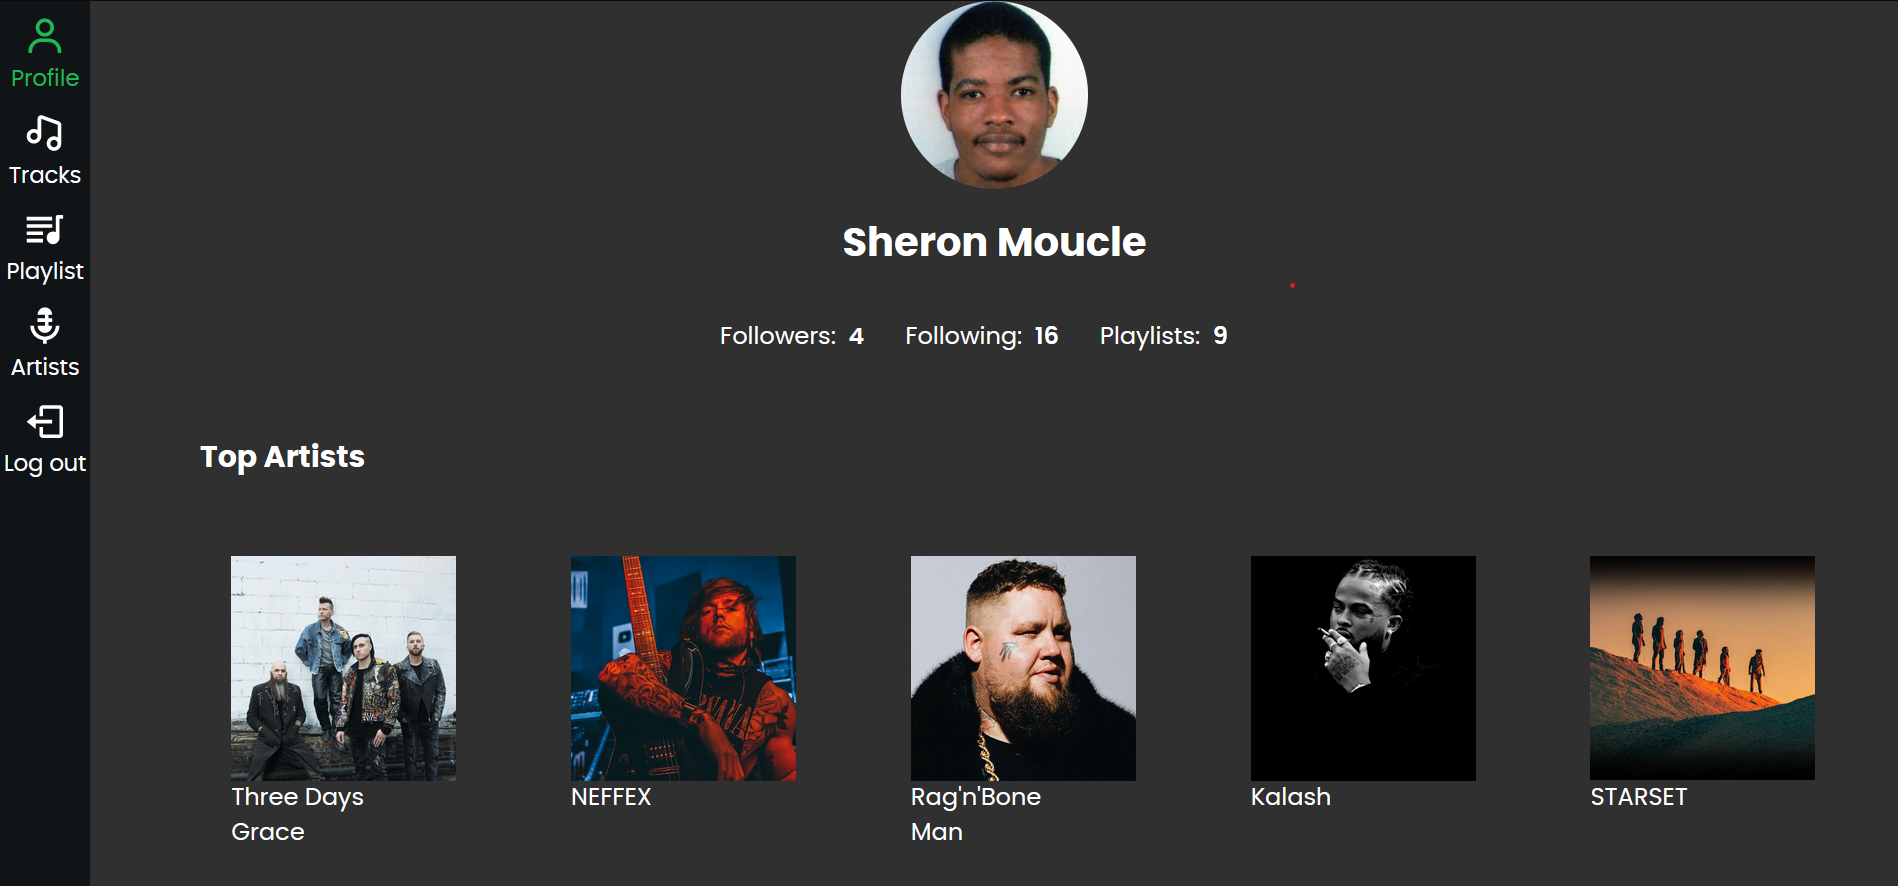 Profile
Tracks
Playlist
Artists
Log out
Sheron Moucle
Followers: 4 Following: 16 Playlists: 9
Top Artists
Three Days
Grace
NEFFEX
Rag'n'Bone
Man
Kalash
STARSET